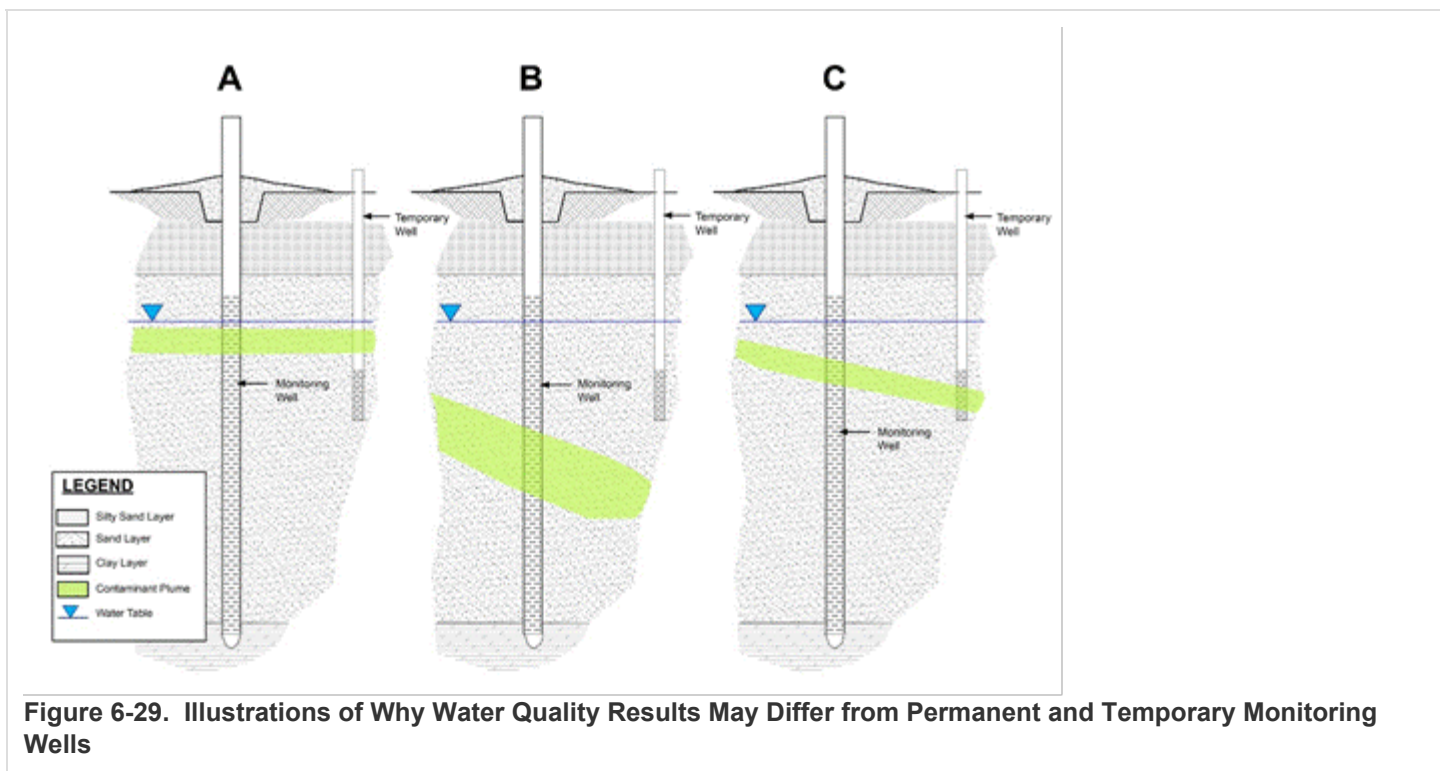 A
B
C
Temporary
Well
Temporary
Well
Temporary
Well
Monitoring
Well
Monitoring
Well
Monitoring
Well
LEGEND
Silty Sand Layer
Sand Layer
Clay Layer
Contaminant Plume
Water Table
Figure 6-29. Illustrations of Why Water Quality Results May Differ from Permanent and Temporary Monitoring
Wells